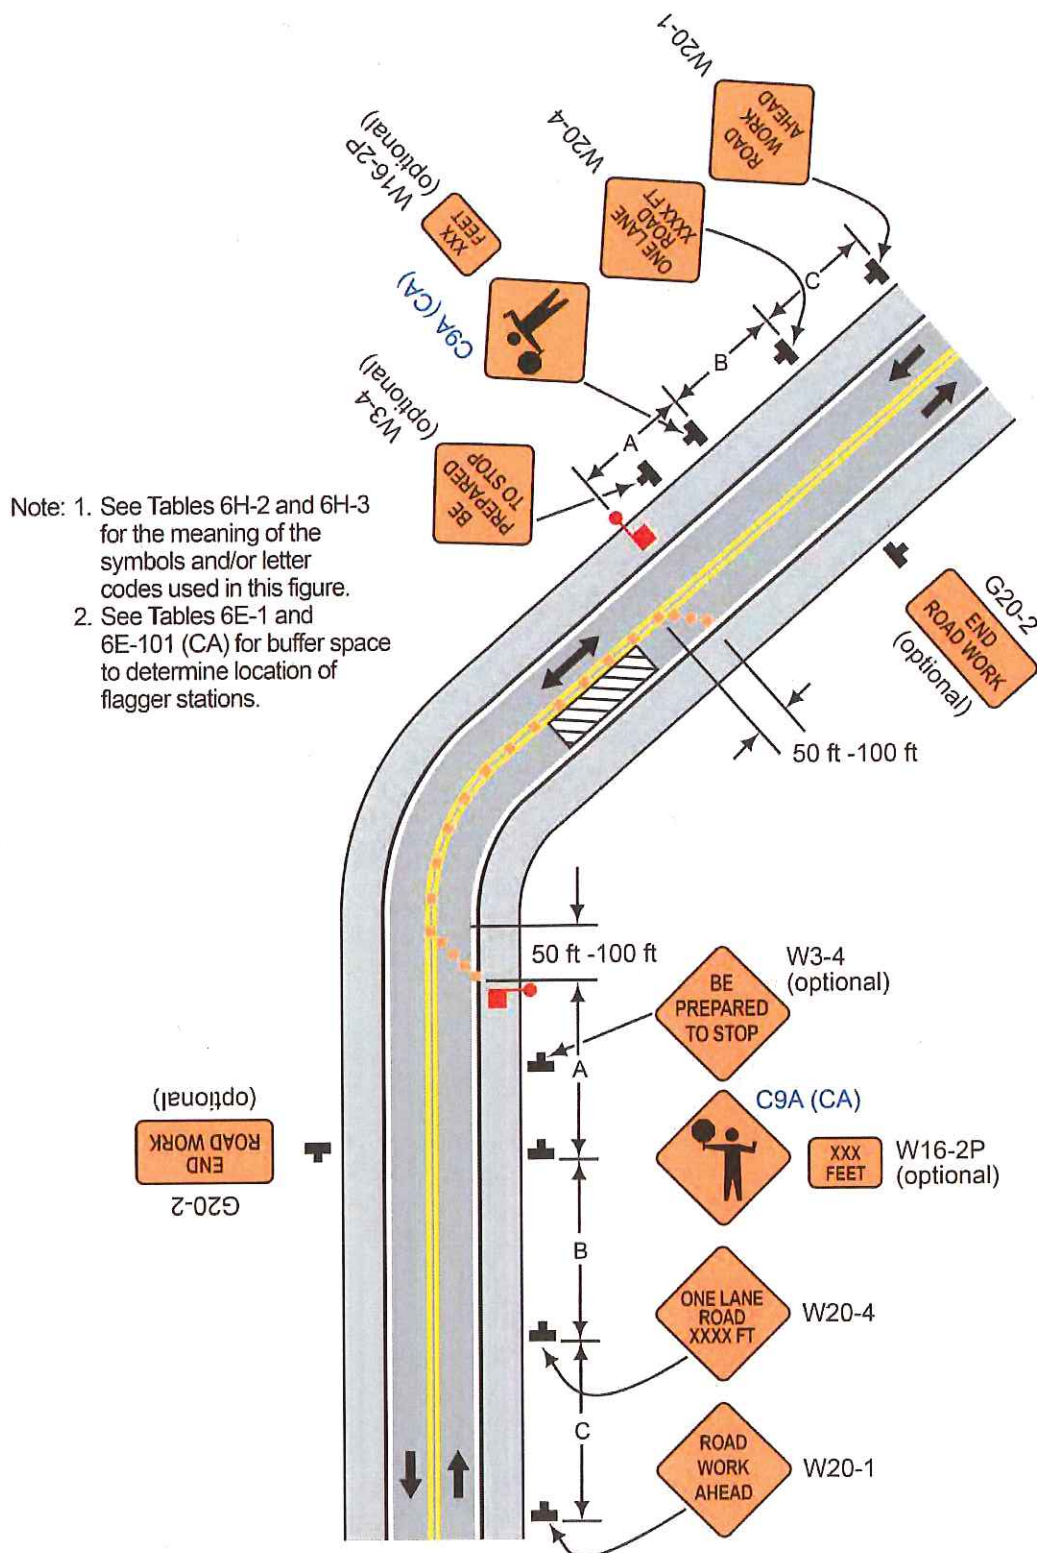 W20-1
ROAD
WORK
AHEAD
W20-4
ONE LANE
ROAD
XXXX FT
W16-2P
(optional)
XXX
FEET
C9A (CA)
W3-4
(optional)
BE
PREPARED
TO STOP
C
B
A
Note: 1. See Tables 6H-2 and 6H-3
for the meaning of the
symbols and/or letter
codes used in this figure.
2. See Tables 6E-1 and
6E-101 (CA) for buffer space
to determine location of
flagger stations.
G20-2
END
ROAD WORK
(optional)
50 ft -100 ft
50 ft -100 ft
BE
PREPARED
TO STOP
W3-4
(optional)
A
C9A (CA)
XXX
FEET
W16-2P
(optional)
G20-2
END
ROAD WORK
(optional)
B
ONE LANE
ROAD
XXXX FT
W20-4
C
ROAD
WORK
AHEAD
W20-1